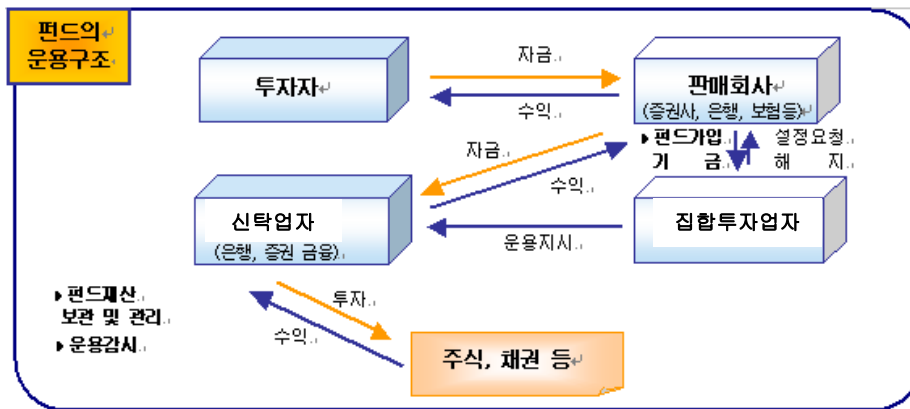 펀드의
운용구조
투자자
자금
수익
판매회사
(증권사, 은행, 보험등)
펀드가입
기 금
설정요청
해 지
자금
수익
신탁업자
(은행, 증권 금융)
운용지시
집합투자업자
펀드재산
보관 및 관리
운용감시
투자
수익
주식, 채권 등